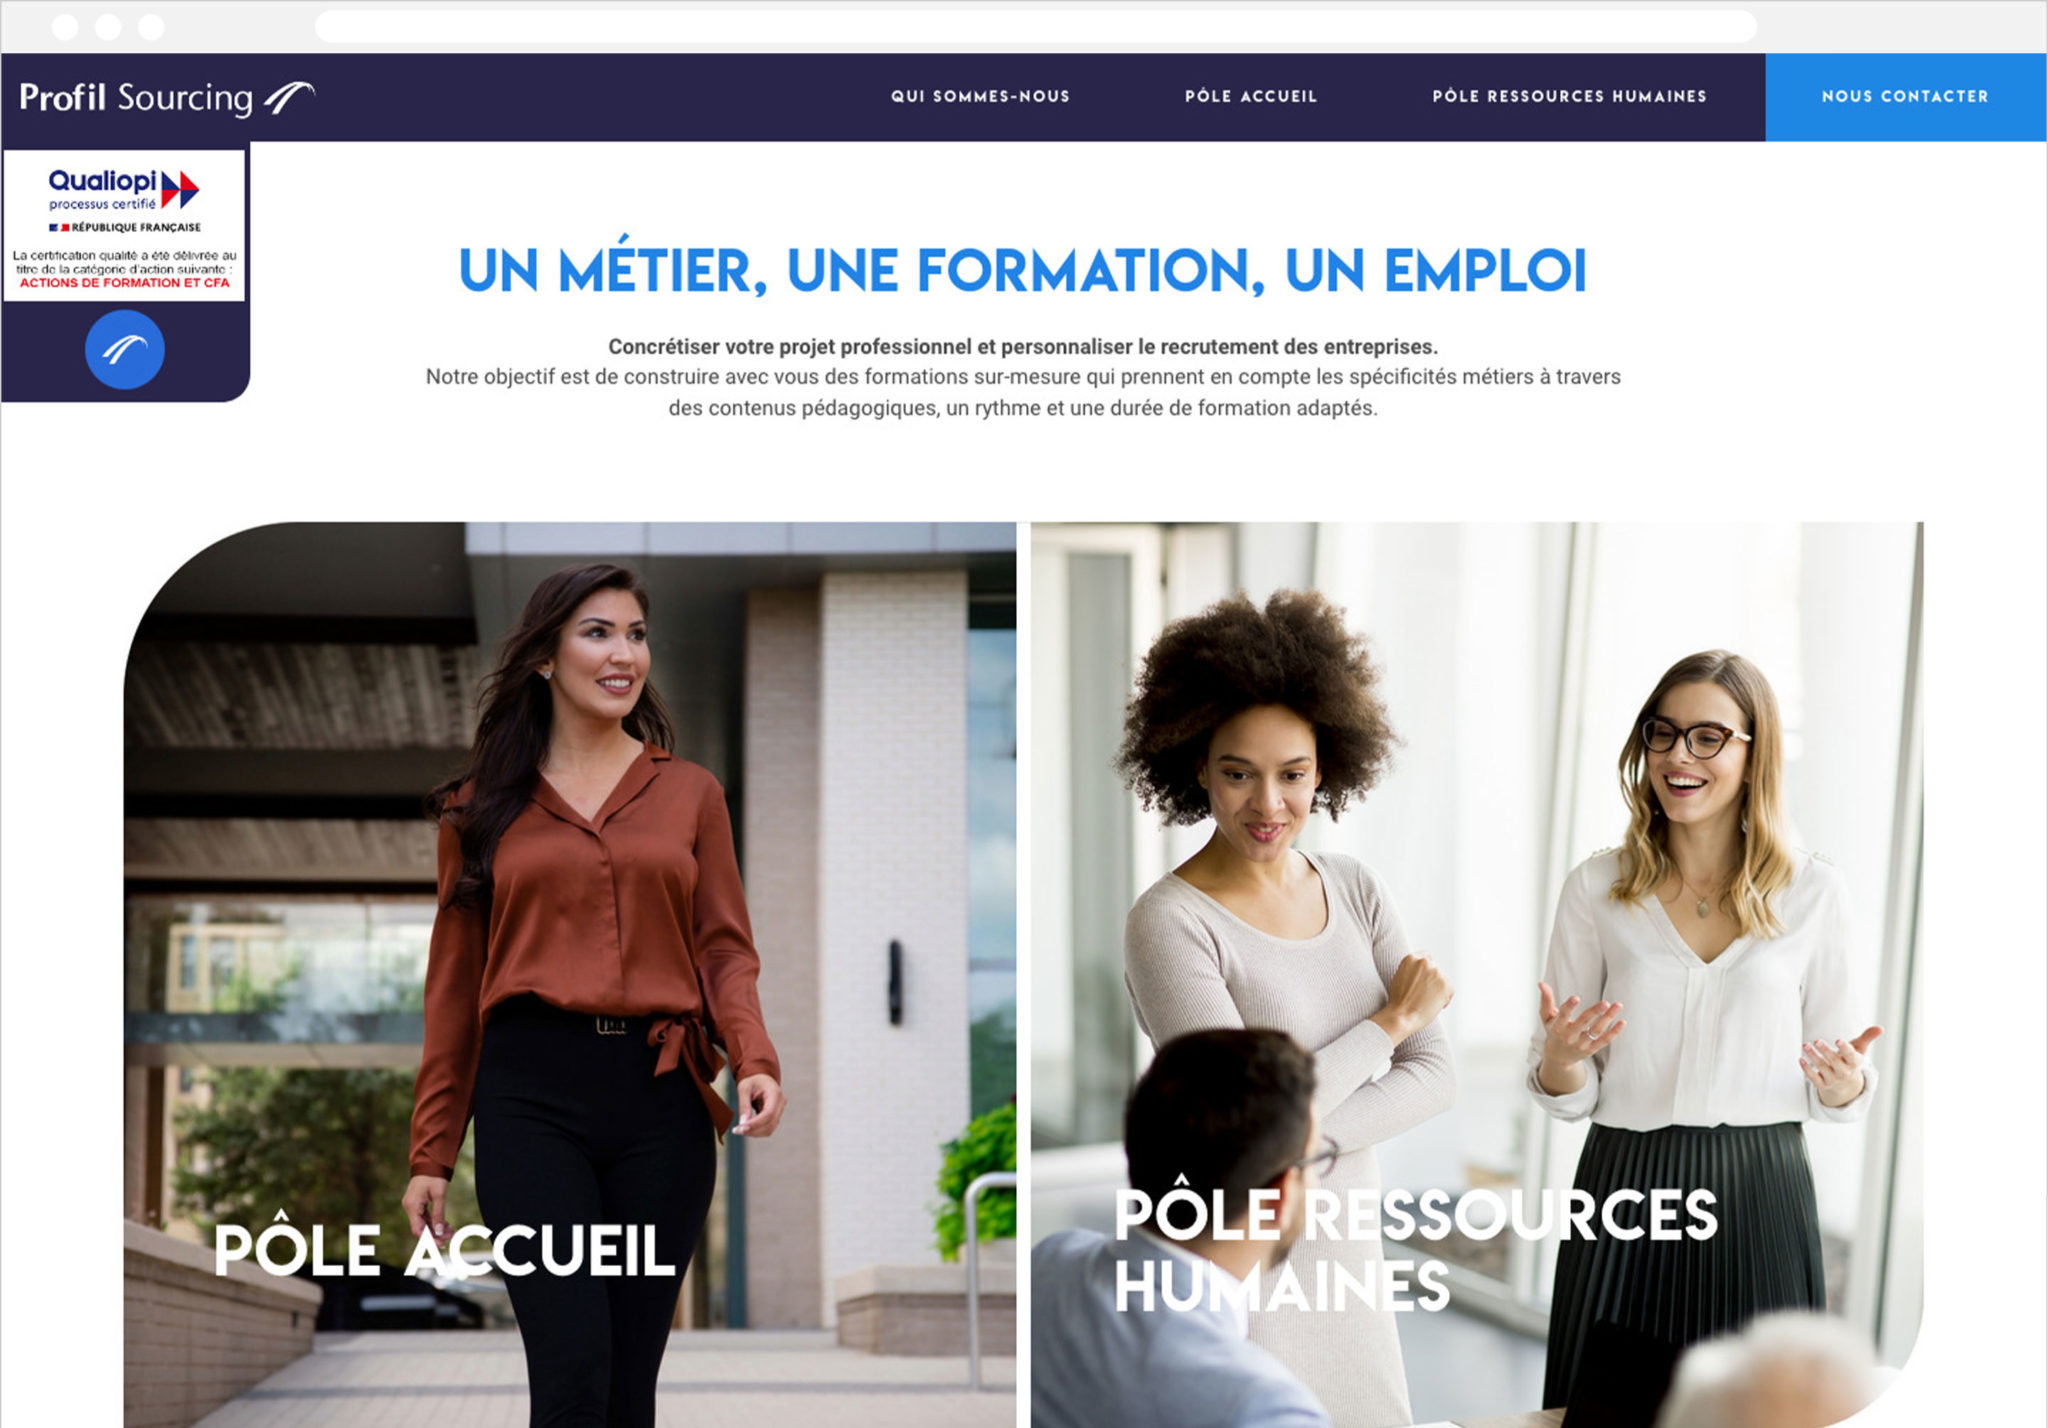 Profil Sourcing
QUI SOMMES-NOUS
PÔLE ACCUEIL
PÔLE RESSOURCES HUMAINES
NOUS CONTACTER
Qualiopi
processus certifié
RÉPUBLIQUE FRANÇAISE
La certification qualité a été délivrée au
titre de la catégorie d'action suivante :
ACTIONS DE FORMATION ET CFA
UN MÉTIER, UNE FORMATION, UN EMPLOI
Concrétiser votre projet professionnel et personnaliser le recrutement des entreprises.
Notre objectif est de construire avec vous des formations sur-mesure qui prennent en compte les spécificités métiers à travers
des contenus pédagogiques, un rythme et une durée de formation adaptés.
PÔLE ACCUEIL
PÔLE RESSOURCES
HUMAINES